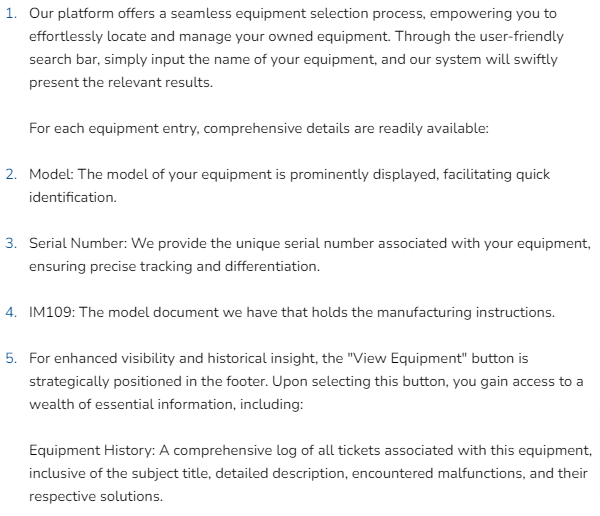 1. Our platform offers a seamless equipment selection process, empowering you to
effortlessly locate and manage your owned equipment. Through the user-friendly
search bar, simply input the name of your equipment, and our system will swiftly
present the relevant results.
For each equipment entry, comprehensive details are readily available:
2. Model: The model of your equipment is prominently displayed, facilitating quick
identification.
3. Serial Number: We provide the unique serial number associated with your equipment,
ensuring precise tracking and differentiation.
4. IM109: The model document we have that holds the manufacturing instructions.
5. For enhanced visibility and historical insight, the "View Equipment" button is
strategically positioned in the footer. Upon selecting this button, you gain access to a
wealth of essential information, including:
Equipment History: A comprehensive log of all tickets associated with this equipment,
inclusive of the subject title, detailed description, encountered malfunctions, and their
respective solutions.